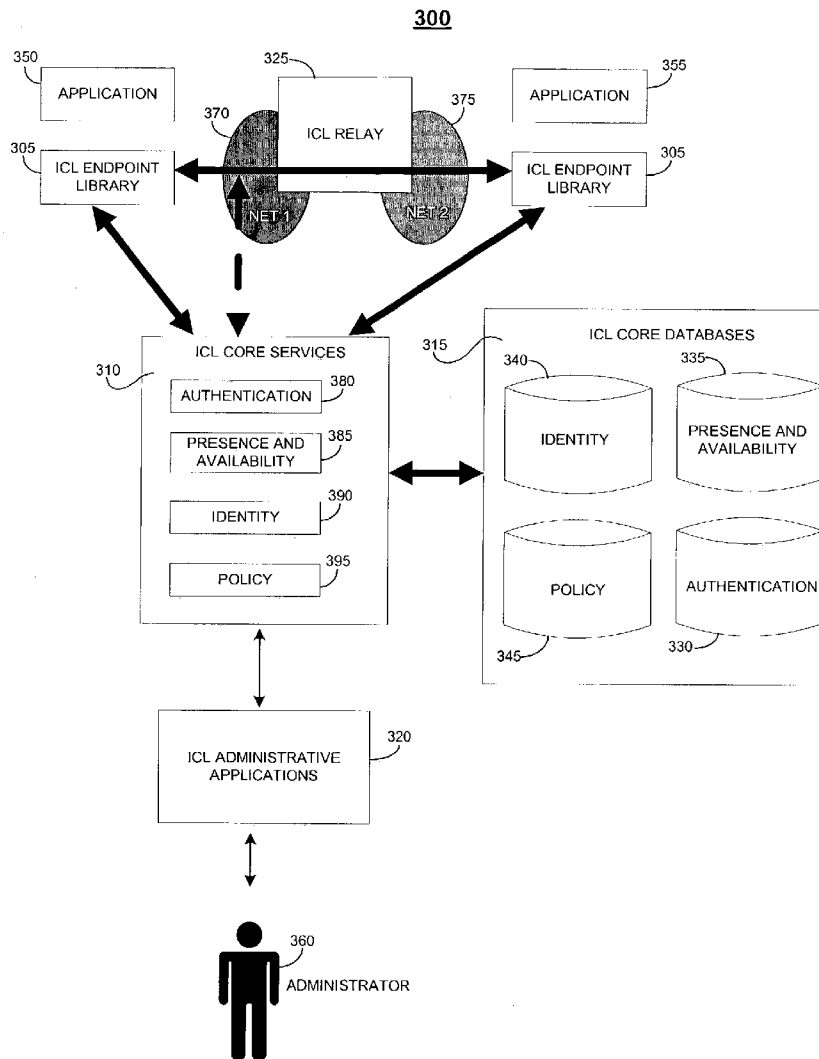 300
350
APPLICATION
305
ICL ENDPOINT
LIBRARY
325
370
ICL RELAY
375
NET 1
NET 2
355
APPLICATION
ICL ENDPOINT
LIBRARY
305
ICL CORE SERVICES
310
AUTHENTICATION
380
PRESENCE AND
AVAILABILITY
385
IDENTITY
390
POLICY
395
ICL CORE DATABASES
315
340
IDENTITY
335
PRESENCE AND
AVAILABILITY
POLICY
345
AUTHENTICATION
330
ICL ADMINISTRATIVE
APPLICATIONS
320
360
ADMINISTRATOR